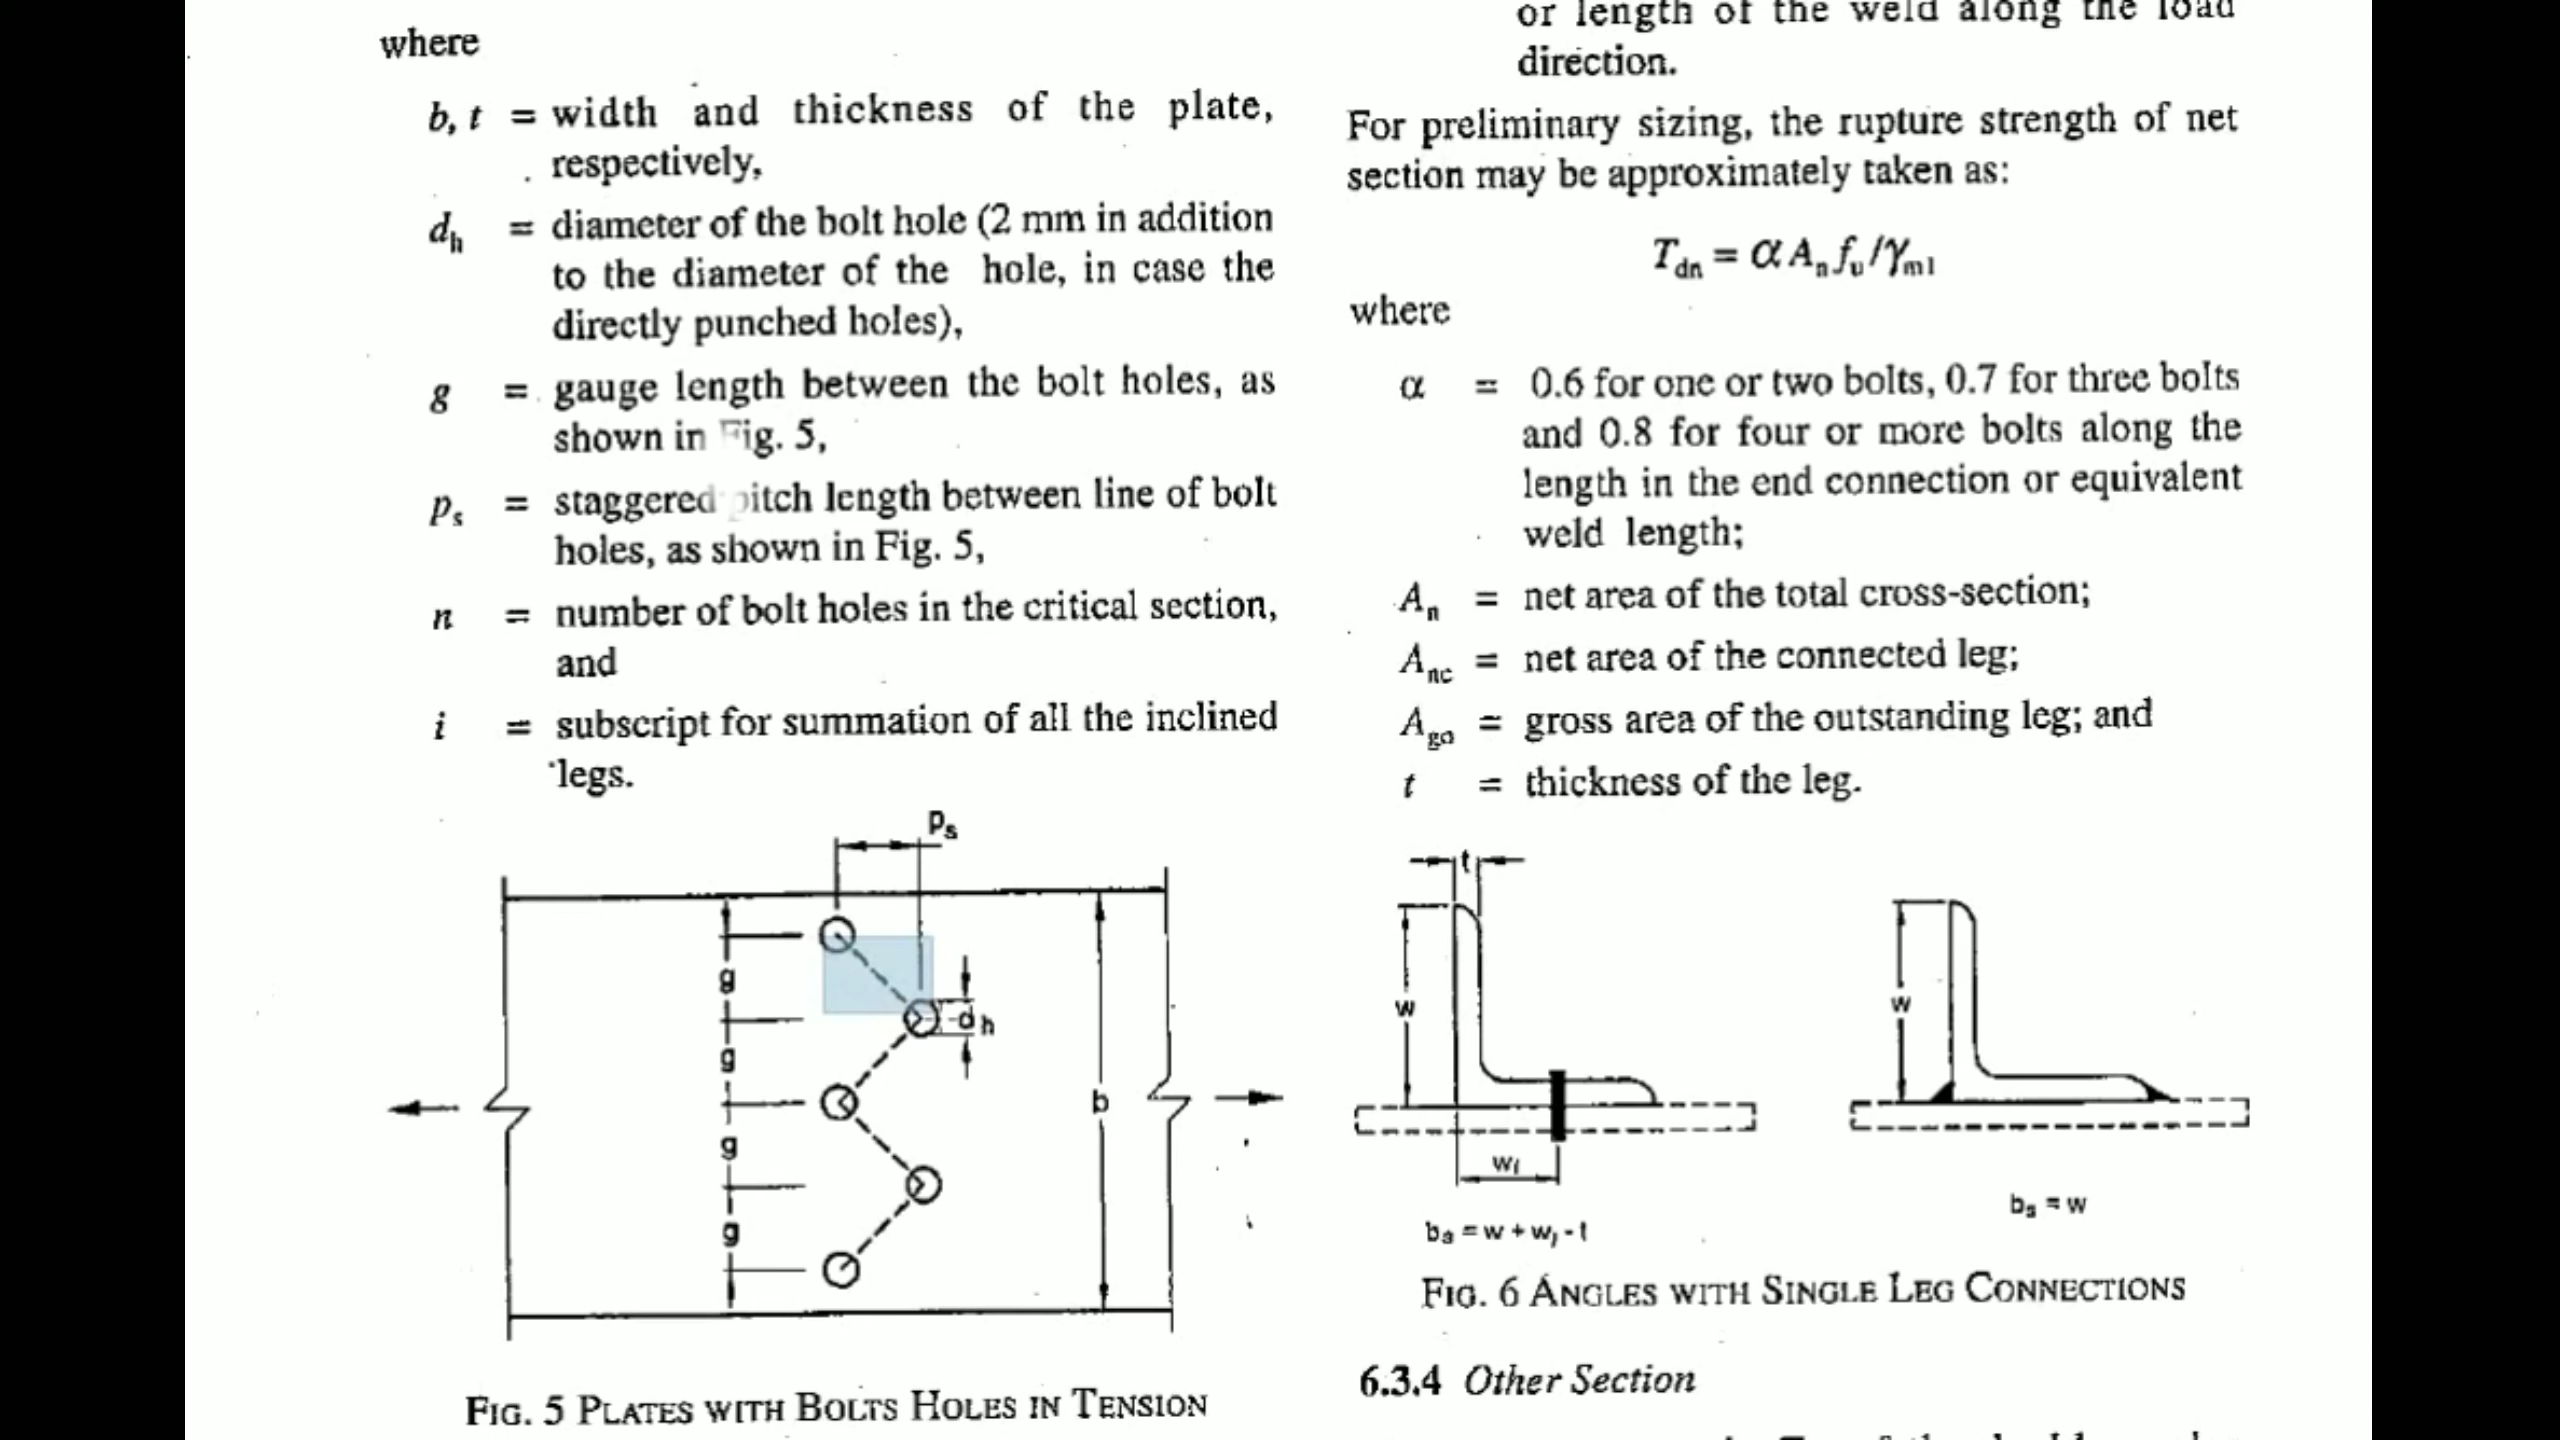 where
b, t = width and thickness of the plate,
respectively,
dh = diameter of the bolt hole (2 mm in addition
to the diameter of the hole, in case the
directly punched holes),
g = gauge length between the bolt holes, as
shown in Fig. 5,
ps = staggered pitch length between line of bolt
holes, as shown in Fig. 5,
n = number of bolt holes in the critical section,
and
i = subscript for summation of all the inclined
legs.
Ps
g
g
g
g
dh
b
FIG. 5 PLATES WITH BOLTS HOLES IN TENSION
or length of the weld along the load
direction.
For preliminary sizing, the rupture strength of net
section may be approximately taken as:
Tdn = α An fu /γm1
where
α = 0.6 for one or two bolts, 0.7 for three bolts
and 0.8 for four or more bolts along the
length in the end connection or equivalent
weld length;
An = net area of the total cross-section;
Anc = net area of the connected leg;
Ago = gross area of the outstanding leg; and
t = thickness of the leg.
t
w
w
wi
bs = w + wi - t
bs = w
FIG. 6 ANGLES WITH SINGLE LEG CONNECTIONS
6.3.4 Other Section